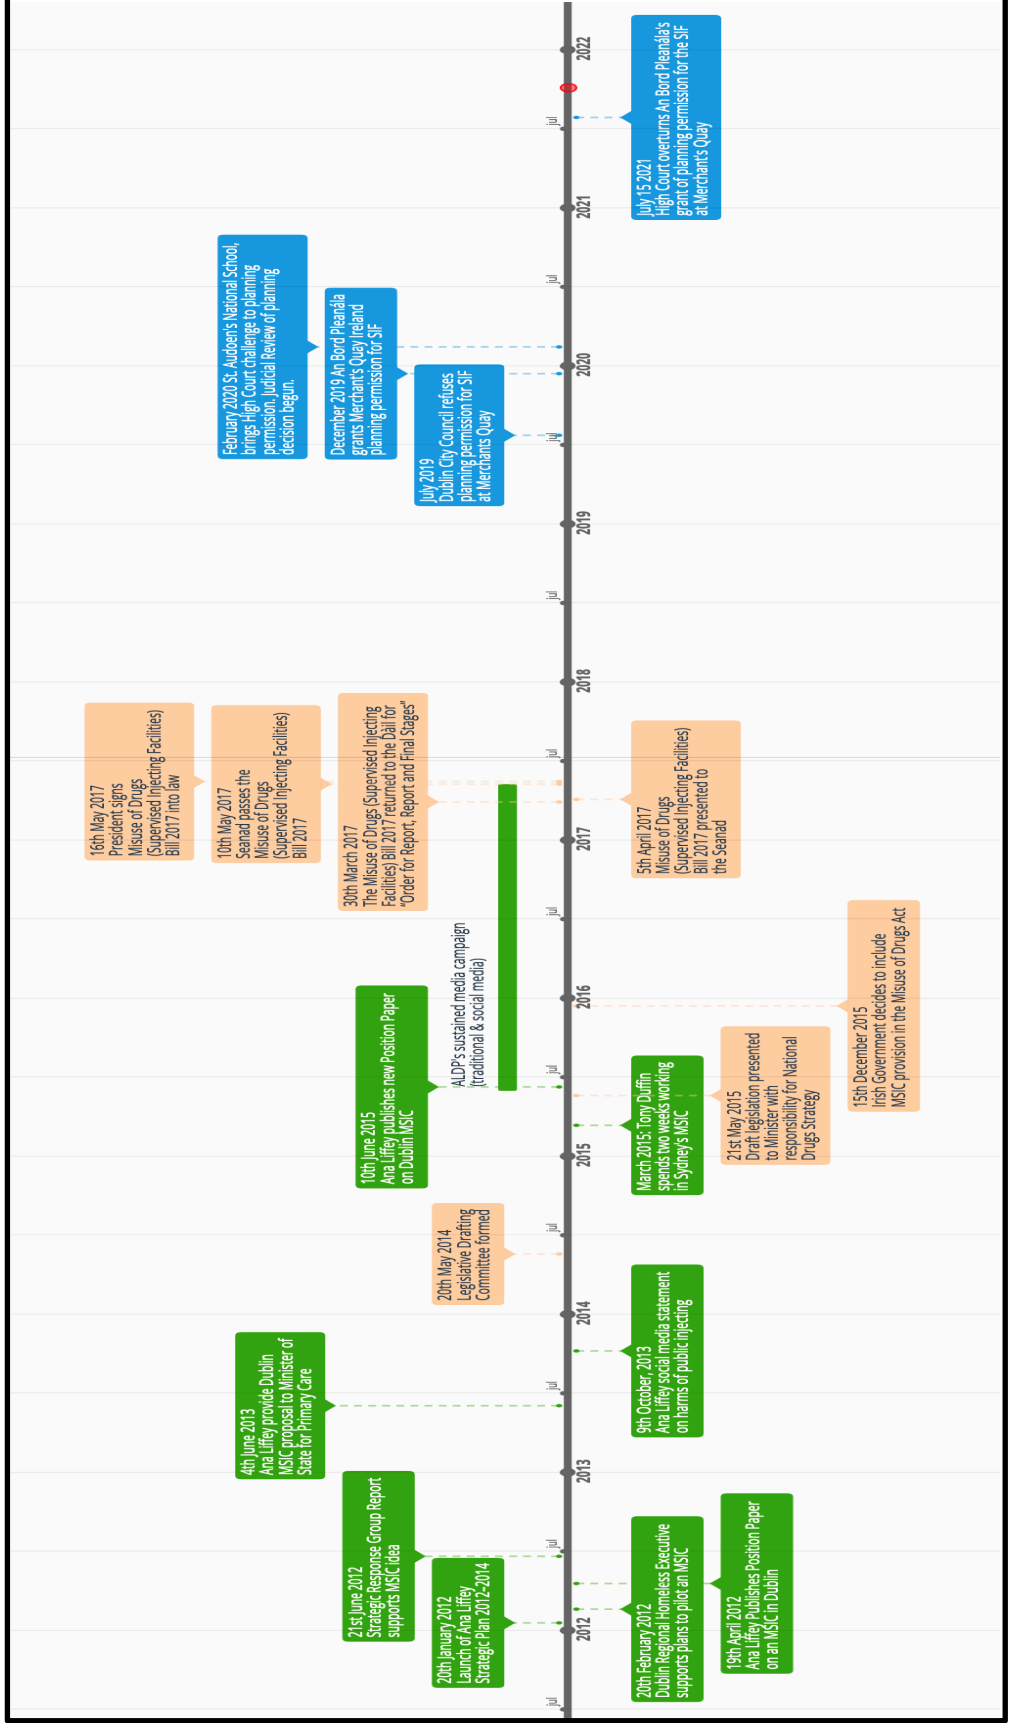 16th May 2017
President signs
Misuse of Drugs
(Supervised Injecting Facilities)
Bill 2017 into law
10th May 2017
Seanad passes the
Misuse of Drugs
(Supervised Injecting Facilities)
Bill 2017
February 2020 St. Audoen's National School,
brings High Court challenge to planning
permission. Judicial Review of planning
decision begun.
4th June 2013
Ana Liffey provide Dublin
MSIC proposal to Minister of
State for Primary Care
December 2019 An Bord Pleanála
grants Merchant's Quay Ireland
planning permission for SIF
30th March 2017
The Misuse of Drugs (Supervised Injecting
Facilities) Bill 2017 returned to the Dáil for
"Order for Report, Report and Final Stages"
21st June 2012
Strategic Response Group Report
supports MSIC idea
10th June 2015
Ana Liffey publishes new Position Paper
on Dublin MSIC
July 2019
Dublin City Council refuses
planning permission for SIF
at Merchants Quay
20th January 2012
Launch of Ana Liffey
Strategic Plan 2012-2014
20th May 2014
Legislative Drafting
Committee formed
ALDP's sustained media campaign
(traditional & social media)
jul
jul
jul
jul
jul
jul
jul
jul
jul
jul
jul
2012
2013
2014
2015
2016
2017
2018
2019
2020
2021
2022
20th February 2012
Dublin Regional Homeless Executive
supports plans to pilot an MSIC
9th October, 2013
Ana Liffey social media statement
on harms of public injecting
March 2015: Tony Duffin
spends two weeks working
in Sydney's MSIC
5th April 2017
Misuse of Drugs
(Supervised Injecting Facilities)
Bill 2017 presented to
the Seanad
July 15 2021
High Court overturns An Bord Pleanála's
grant of planning permission for the SIF
at Merchant's Quay
19th April 2012
Ana Liffey Publishes Position Paper
on an MSIC in Dublin
21st May 2015
Draft legislation presented
to Minister with
responsibility for National
Drugs Strategy
15th December 2015
Irish Government decides to include
MSIC provision in the Misuse of Drugs Act